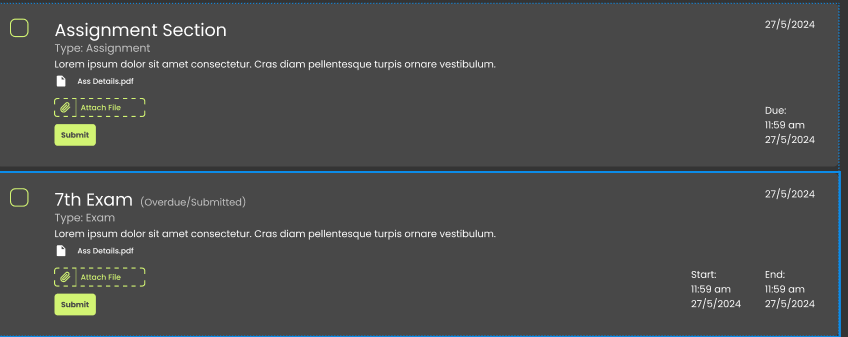 Assignment Section
27/5/2024
Type: Assignment
Lorem ipsum dolor sit amet consectetur. Cras diam pellentesque turpis ornare vestibulum.
Ass Details.pdf
Attach File
Submit
Due:
11:59 am
27/5/2024
7th Exam (Overdue/Submitted)
27/5/2024
Type: Exam
Lorem ipsum dolor sit amet consectetur. Cras diam pellentesque turpis ornare vestibulum.
Ass Details.pdf
Attach File
Submit
Start:
11:59 am
27/5/2024
End:
11:59 am
27/5/2024